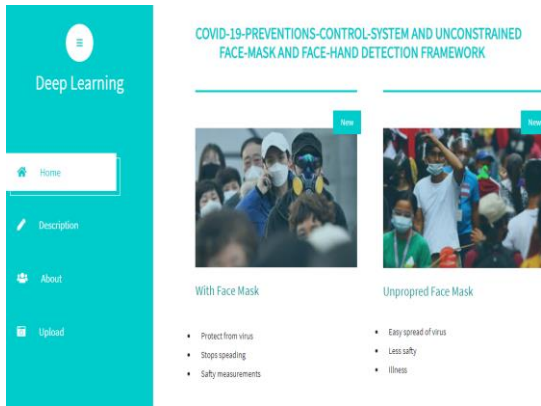 Deep Learning
Home
Description
About
Upload
COVID-19-PREVENTIONS-CONTROL-SYSTEM AND UNCONSTRAINED
FACE-MASK AND FACE-HAND DETECTION FRAMEWORK
New
With Face Mask
Protect from virus
Stops speading
Safty measurements
New
Unpropred Face Mask
Easy spread of virus
Less safty
Illness